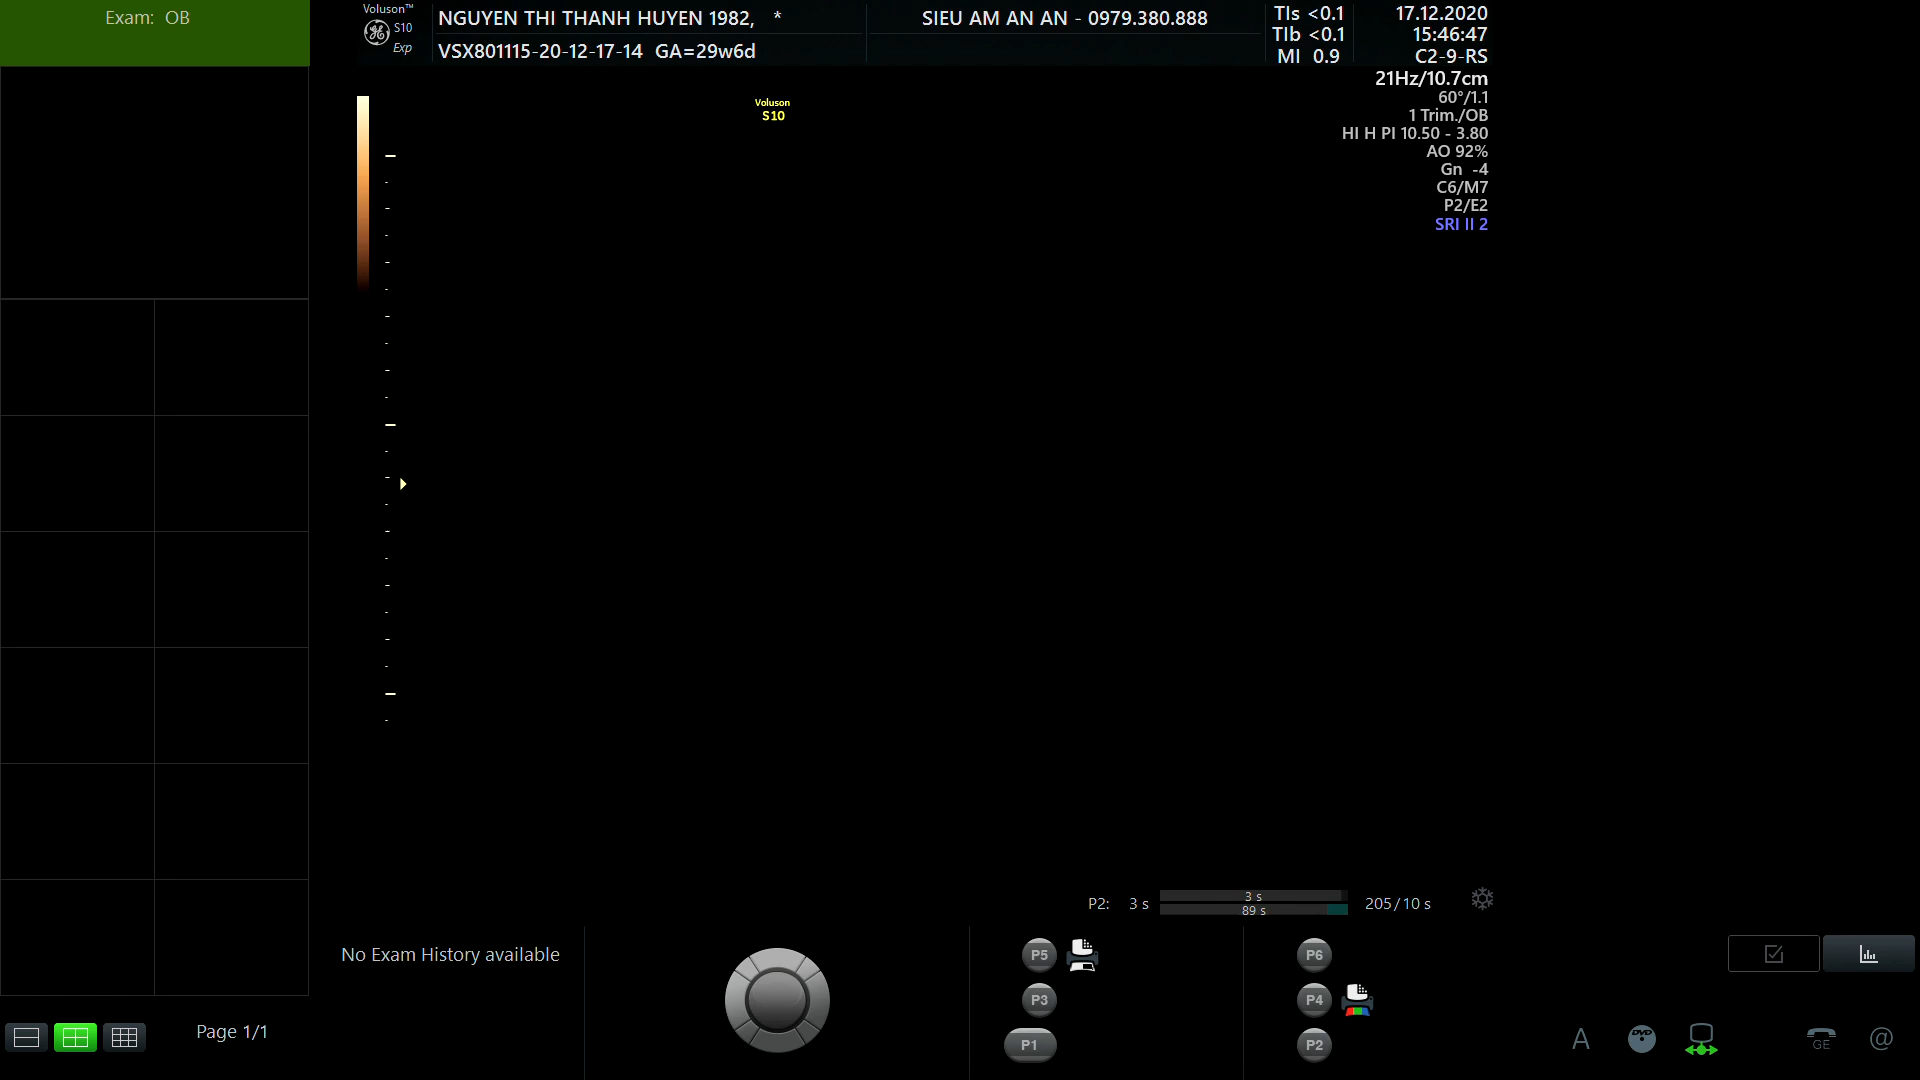 Exam: OB
Voluson™
S10
Exp
NGUYEN THI THANH HUYEN 1982, *
VSX801115-20-12-17-14 GA=29w6d
SIEU AM AN AN - 0979.380.888
TIs <0.1
TIb <0.1
MI 0.9
17.12.2020
15:46:47
C2-9-RS
21Hz/10.7cm
60°/1.1
1 Trim./OB
HI H PI 10.50 - 3.80
AO 92%
Gn -4
C6/M7
P2/E2
SRI II 2
Voluson
S10
P2: 3 s
3 s
89 s
205/10 s
No Exam History available
P5
P3
P1
P6
P4
P2
Page 1/1
A
DVD
GE
@